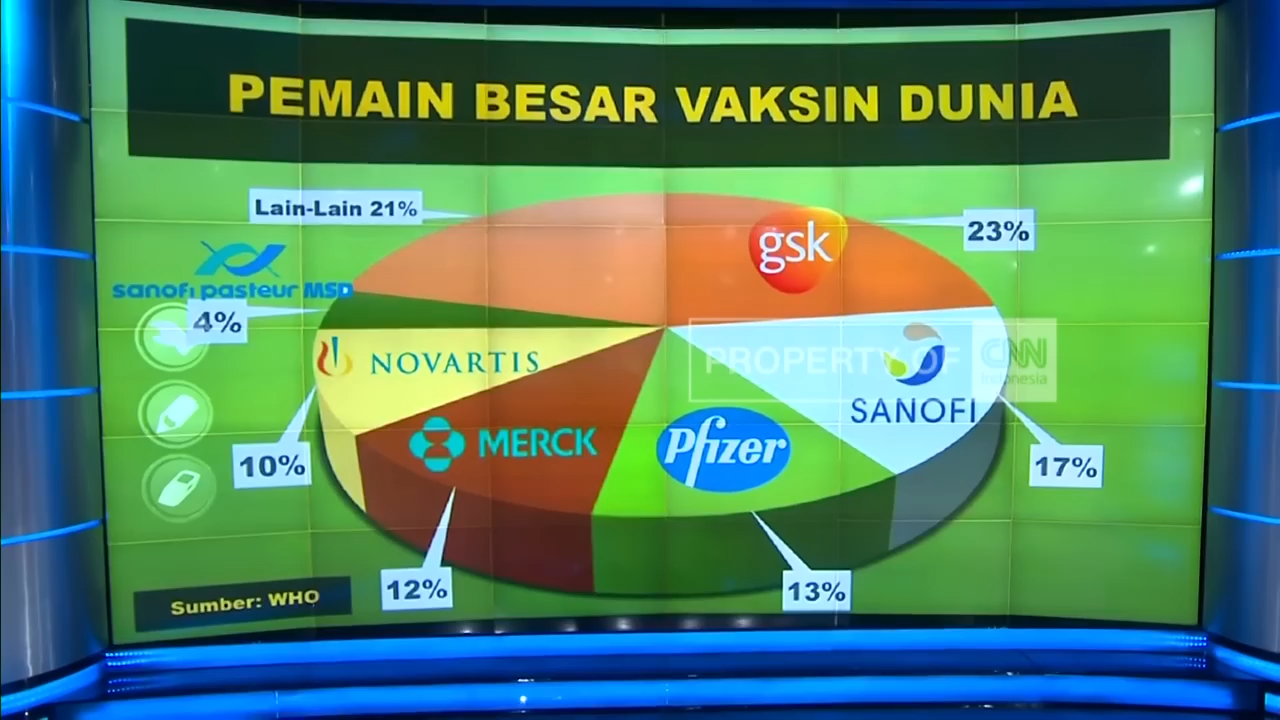 PEMAIN BESAR VAKSIN DUNIA
Lain-Lain 21%
gsk
23%
sanofi pasteur MSD
4%
NOVARTIS
PROPERTY OF CNN
Indonesia
SANOFI
MERCK
Pfizer
10%
17%
12%
13%
Sumber: WHO